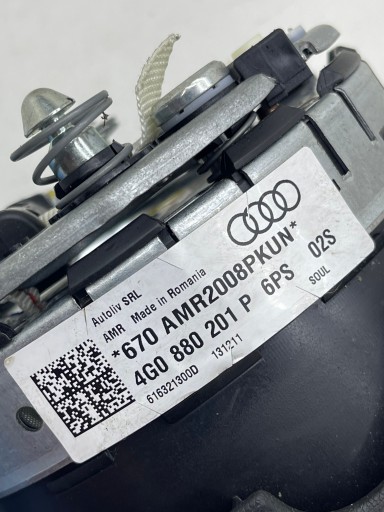 Autoliv SRL
AMR Made in Romania
*670 AMR2008PKUN*
4G0 880 201 P 6PS 02S
616321300D 131211 SOUL